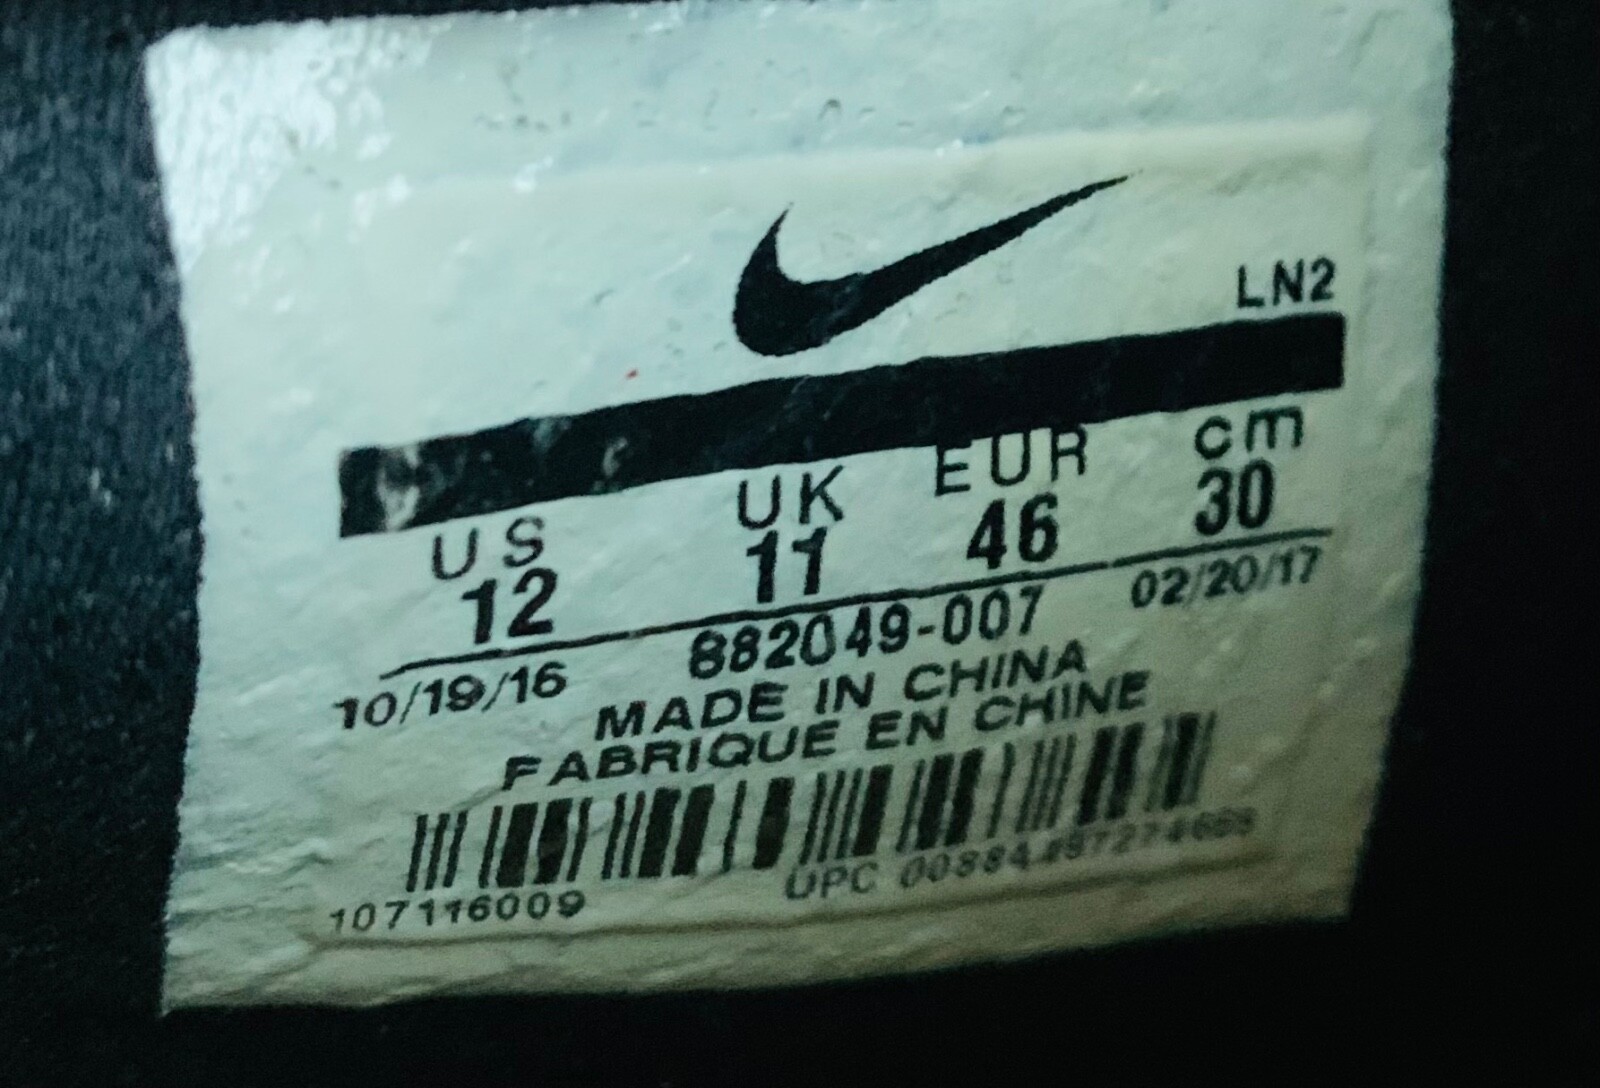 LN2
US UK EUR cm
12 11 46 30
10/19/16 882049-007 02/20/17
MADE IN CHINA
FABRIQUE EN CHINE
107116009 UPC